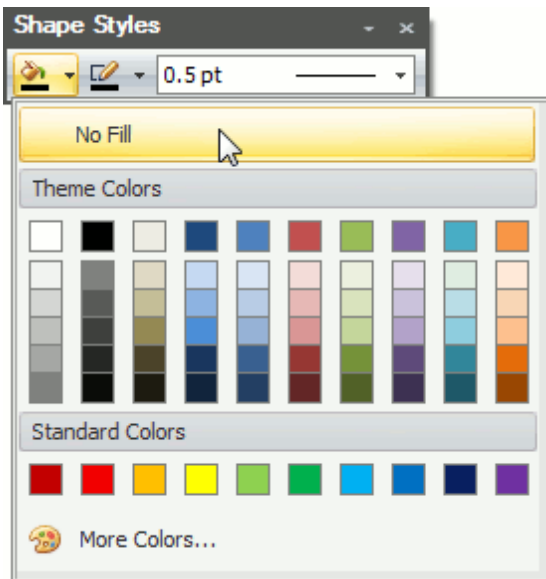 Shape Styles
0.5 pt
No Fill
Theme Colors
Standard Colors
More Colors...